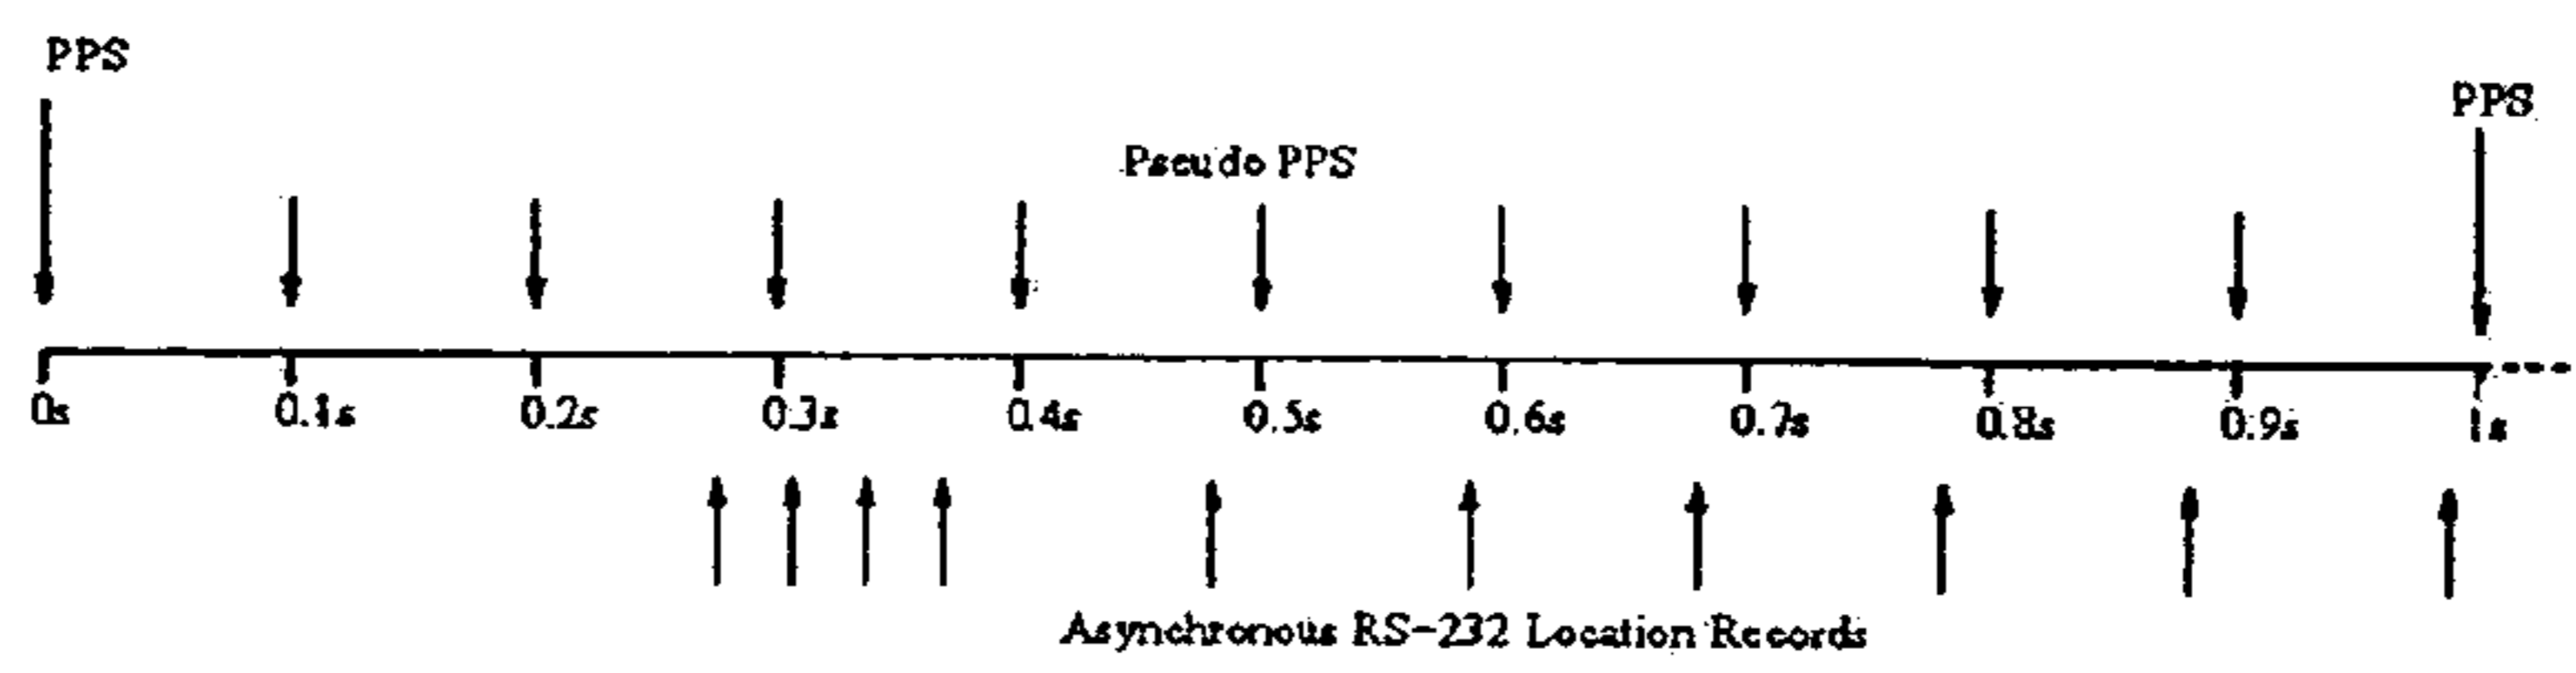 PPS
PPS
Pseudo PPS
0s 0.1s 0.2s 0.3s 0.4s 0.5s 0.6s 0.7s 0.8s 0.9s 1s
Asynchronous RS-232 Location Records